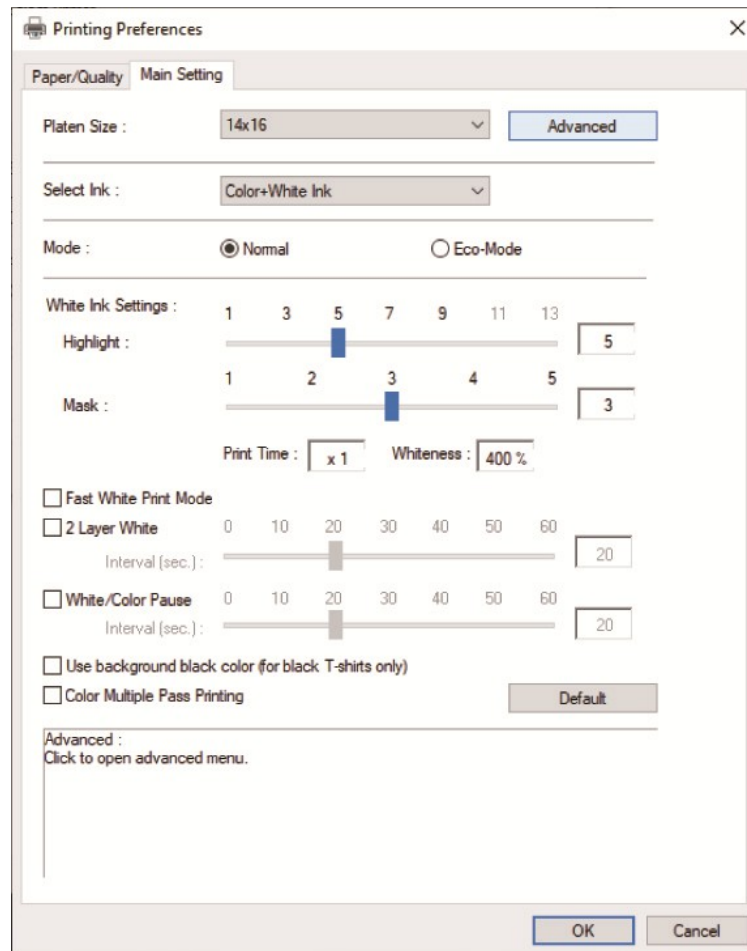 Printing Preferences
Paper/Quality Main Setting
Platen Size : 14x16 Advanced
Select Ink : Color+White Ink
Mode : Normal Eco-Mode
White Ink Settings : 1 3 5 7 9 11 13
Highlight : 5
1 2 3 4 5
Mask : 3
Print Time : x 1 Whiteness : 400 %
Fast White Print Mode
2 Layer White 0 10 20 30 40 50 60
Interval (sec.) : 20
White/Color Pause 0 10 20 30 40 50 60
Interval (sec.) : 20
Use background black color (for black T-shirts only)
Color Multiple Pass Printing Default
Advanced :
Click to open advanced menu.
OK Cancel